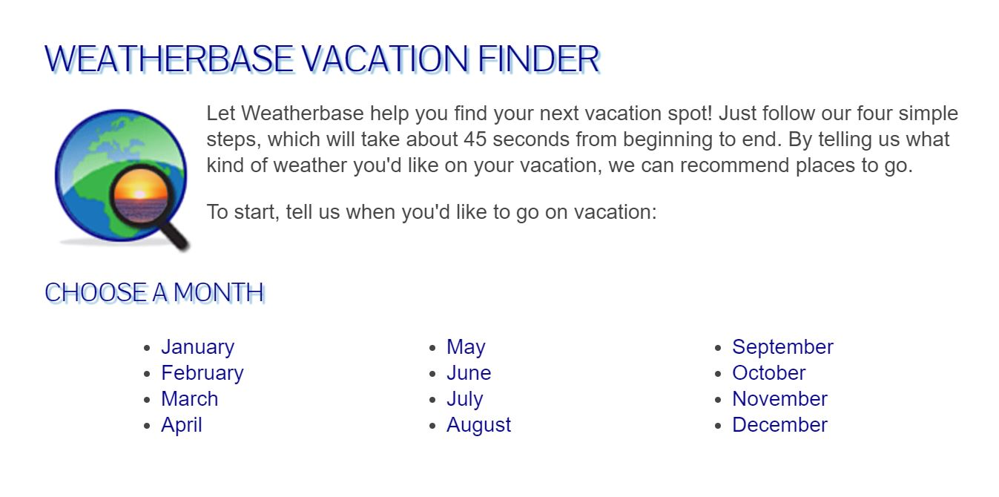 WEATHERBASE VACATION FINDER
Let Weatherbase help you find your next vacation spot! Just follow our four simple
steps, which will take about 45 seconds from beginning to end. By telling us what
kind of weather you'd like on your vacation, we can recommend places to go.
To start, tell us when you'd like to go on vacation:
CHOOSE A MONTH
January
February
March
April
May
June
July
August
September
October
November
December